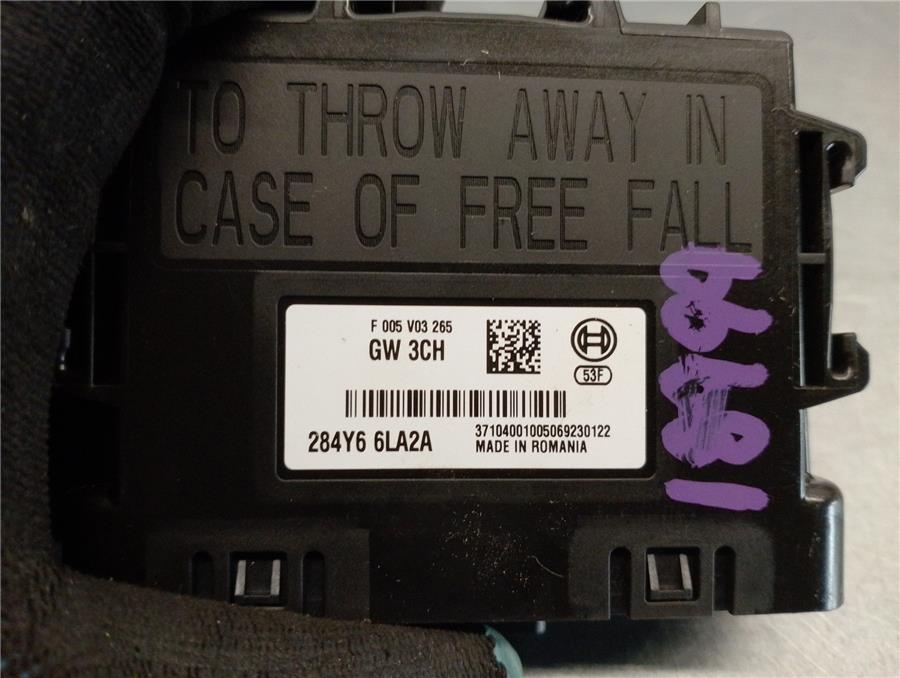 TO THROW AWAY IN
CASE OF FREE FALL
F 005 V03 265
GW 3CH
53F
284Y6 6LA2A
37104001005069230122
MADE IN ROMANIA